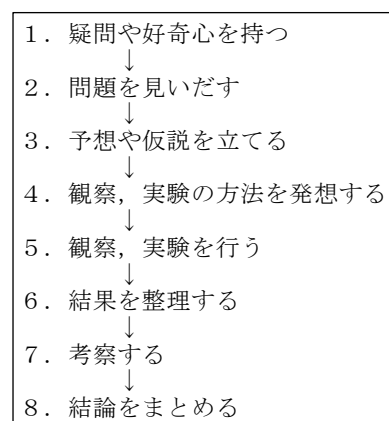 １．疑問や好奇心を持つ
↓
２．問題を見いだす
↓
３．予想や仮説を立てる
↓
４．観察，実験の方法を発想する
↓
５．観察，実験を行う
↓
６．結果を整理する
↓
７．考察する
↓
８．結論をまとめる